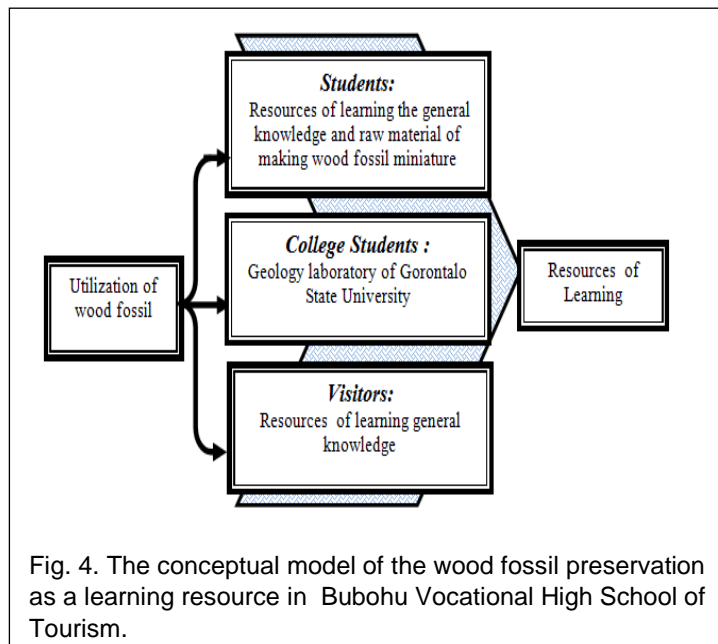 Students:
Resources of learning the general
knowledge and raw material of
making wood fossil miniature
Utilization of
wood fossil
College Students :
Geology laboratory of Gorontalo
State University
Resources of
Learning
Visitors:
Resources of learning general
knowledge
Fig. 4. The conceptual model of the wood fossil preservation
as a learning resource in Bubohu Vocational High School of
Tourism.